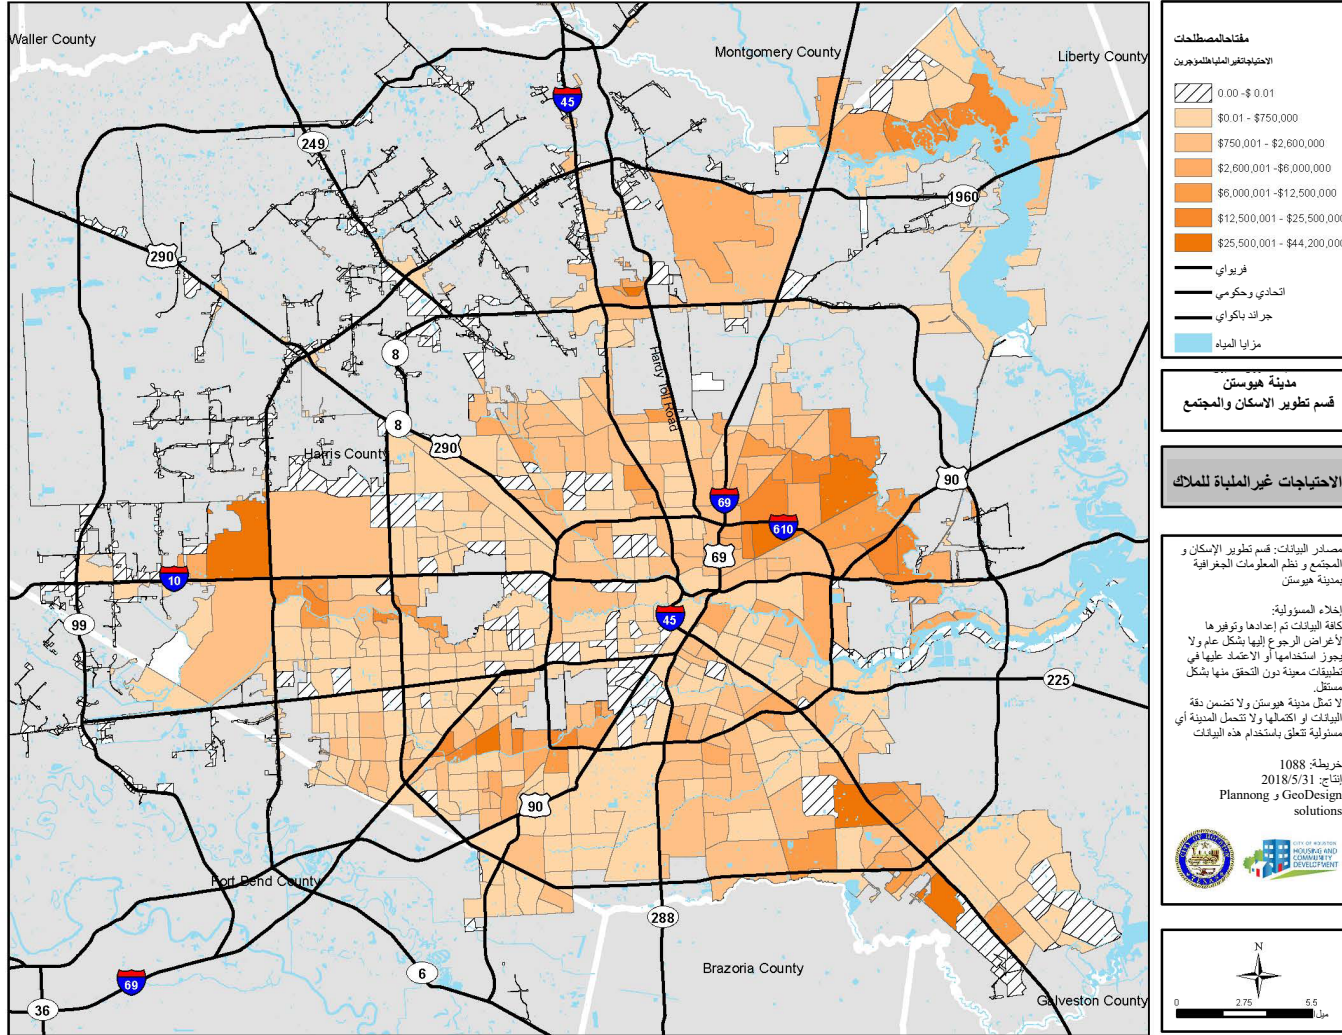 Waller County
Montgomery County
Liberty County
45
249
1960
290
8
Hardy Toll Road
8
290
Harris County
90
69
610
69
10
45
99
225
90
Fort Bend County
288
Brazoria County
6
69
36
Galveston County
مفتاحالمصطلحات
الاحتياجاتغيرالملباهللمؤجرين
0.00 -$ 0.01
$0.01 - $750,000
$750,001 - $2,600,000
$2,600,001 -$6,000,000
$6,000,001 -$12,500,000
$12,500,001 - $25,500,000
$25,500,001 - $44,200,000
فريواي
اتحادي وحكومي
جراند باكواي
مزايا المياه
مدينة هيوستن
قسم تطوير الاسكان والمجتمع
الاحتياجات غيرالملباة للملاك
مصادر البيانات: قسم تطوير الإسكان و
المجتمع و نظم المعلومات الجغرافية
بمدينة هيوستن
إخلاء المسؤولية:
كافة البيانات تم إعدادها وتوفيرها
لأغراض الرجوع إليها بشكل عام ولا
يجوز استخدامها أو الاعتماد عليها في
تطبيقات معينة دون التحقق منها بشكل
مستقل.
لا تمثل مدينة هيوستن ولا تضمن دقة
البيانات او اكتمالها ولا تتحمل المدينة أي
مسئولية تتعلق باستخدام هذه البيانات
خريطة: 1088
إنتاج: 2018/5/31
GeoDesign و Plannong
solutions
CITY OF HOUSTON
HOUSING AND
COMMUNITY
DEVELOPMENT
N
0 2.75 5.5
ميل